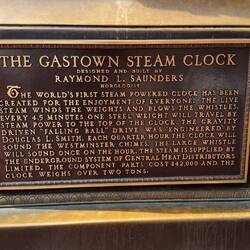 THE GASTOWN STEAM CLOCK
DESIGNED AND BUILT BY
RAYMOND L. SAUNDERS
HOROLOGIST
THE WORLD'S FIRST STEAM POWERED CLOCK HAS BEEN
CREATED FOR THE ENJOYMENT OF EVERYONE. THE LIVE
STEAM WINDS THE WEIGHTS AND BLOWS THE WHISTLES.
EVERY 4.5 MINUTES ONE STEEL WEIGHT WILL TRAVEL BY
STEAM POWER TO THE TOP OF THE CLOCK. THE GRAVITY
DRIVEN "FALLING BALL" DRIVE WAS ENGINEERED BY
DOUGLAS L. SMITH. EACH QUARTER HOUR THE CLOCK WILL
SOUND THE WESTMINSTER CHIMES. THE LARGE WHISTLE
WILL SOUND ONCE ON THE HOUR. THE STEAM IS SUPPLIED BY
THE UNDERGROUND SYSTEM OF CENTRAL HEAT DISTRIBUTORS
LIMITED. THE COMPONENT PARTS COST $42,000 AND THE
CLOCK WEIGHS OVER TWO TONS.